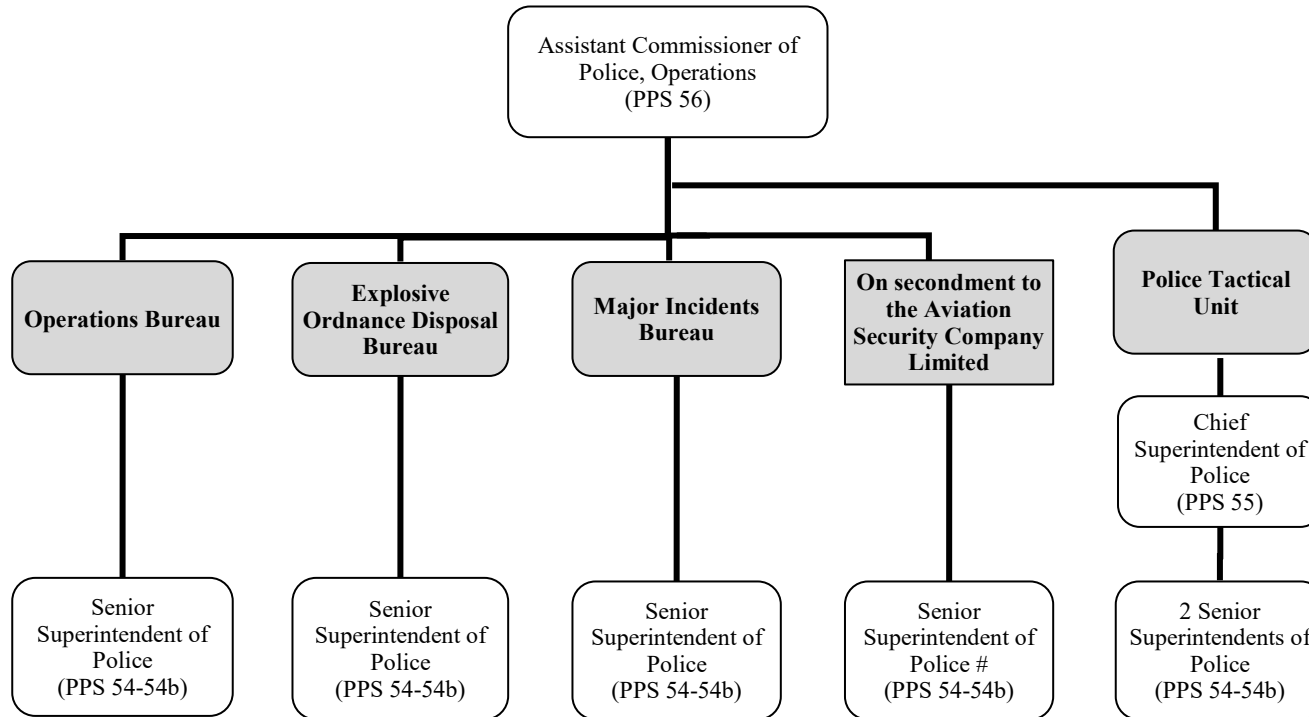 Assistant Commissioner of
Police, Operations
(PPS 56)
Operations Bureau
Explosive
Ordnance Disposal
Bureau
Major Incidents
Bureau
On secondment to
the Aviation
Security Company
Limited
Police Tactical
Unit
Chief
Superintendent of
Police
(PPS 55)
Senior
Superintendent of
Police
(PPS 54-54b)
Senior
Superintendent of
Police
(PPS 54-54b)
Senior
Superintendent of
Police
(PPS 54-54b)
Senior
Superintendent of
Police #
(PPS 54-54b)
2 Senior
Superintendents of
Police
(PPS 54-54b)